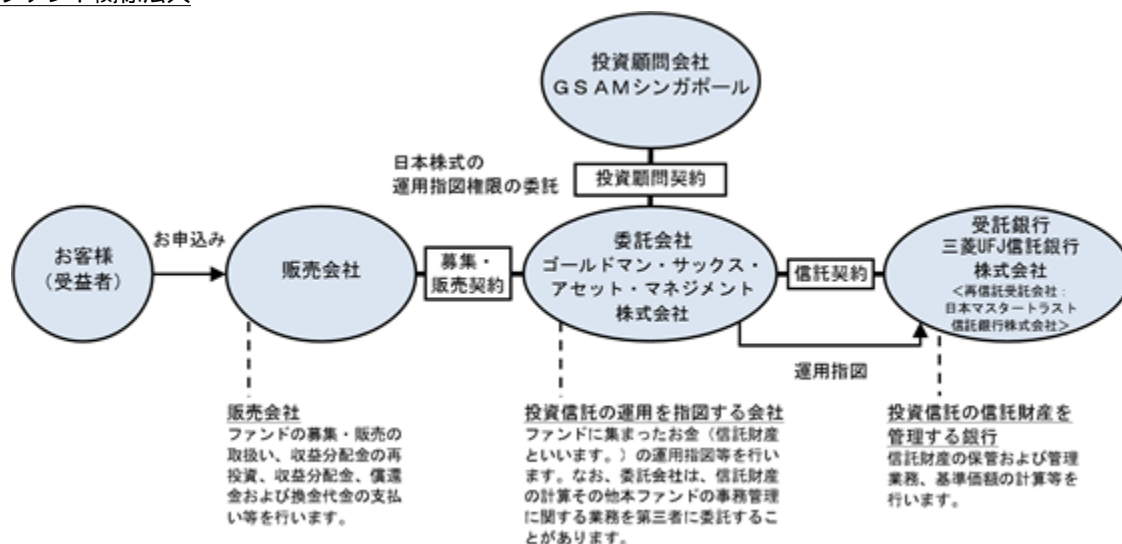 投資顧問会社
GSAMシンガポール
日本株式の
運用指図権限の委託
投資顧問契約
お客様
(受益者)
お申込み
販売会社
募集・
販売契約
委託会社
ゴールドマン・サックス・
アセット・マネジメント
株式会社
信託契約
受託銀行
三菱UFJ信託銀行
株式会社
<再信託受託会社:
日本マスタートラスト
信託銀行株式会社>
運用指図
販売会社
ファンドの募集・販売の
取扱い、収益分配金の再
投資、収益分配金、償還
金および換金代金の支払
い等を行います。
投資信託の運用を指図する会社
ファンドに集まったお金(信託財産
といいます。)の運用指図等を行い
ます。なお、委託会社は、信託財産
の計算その他本ファンドの事務管理
に関する業務を第三者に委託するこ
とがあります。
投資信託の信託財産を
管理する銀行
信託財産の保管および管理
業務、基準価額の計算等を
行います。